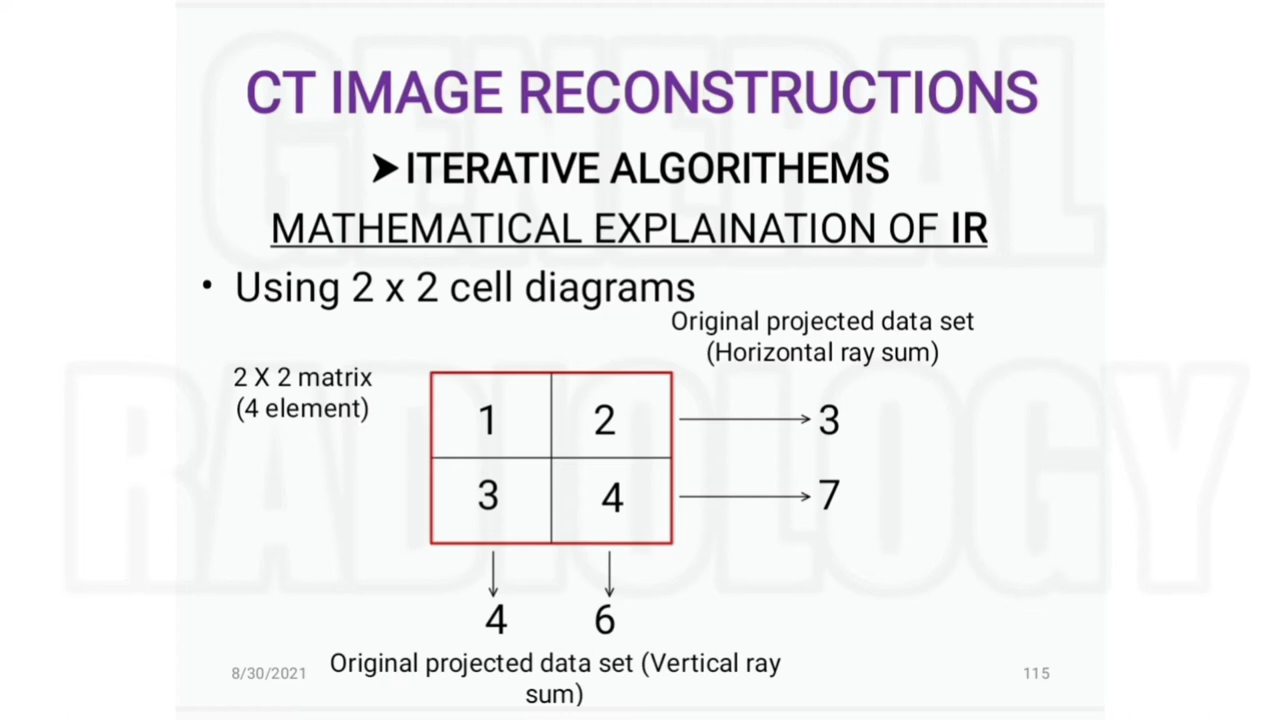 CT IMAGE RECONSTRUCTIONS
➤ITERATIVE ALGORITHEMS
MATHEMATICAL EXPLAINATION OF IR
• Using 2 x 2 cell diagrams
Original projected data set
(Horizontal ray sum)
2 X 2 matrix
(4 element)
1 2 3
3 4 7
4 6
Original projected data set (Vertical ray
sum)
8/30/2021
115
GENERAL
RADIOLOGY